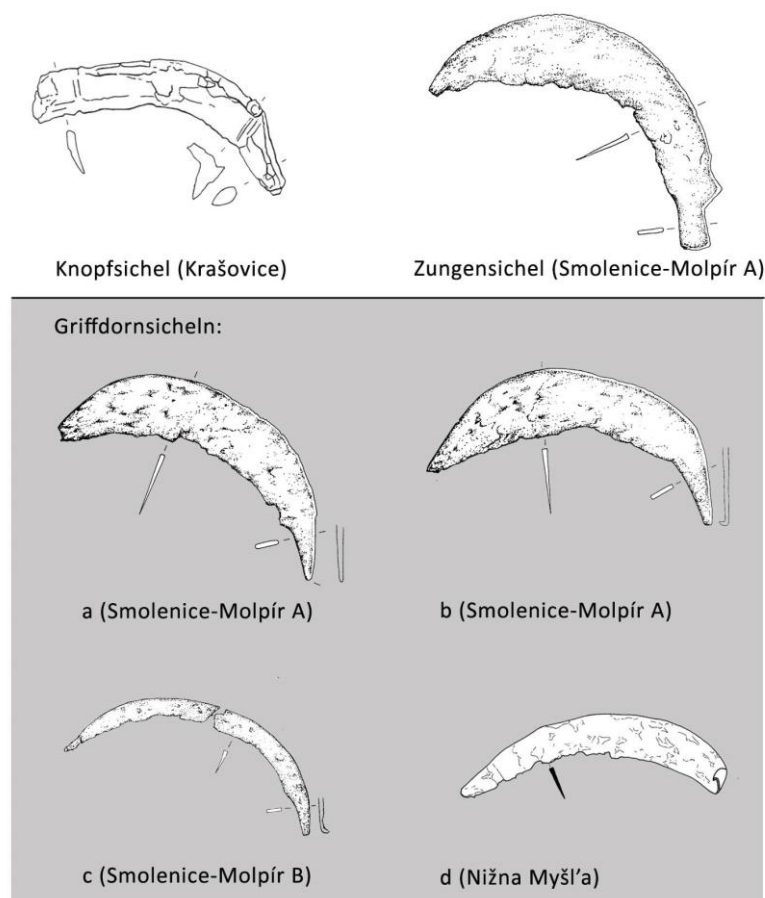 Knopfsichel (Krašovice)
Zungensichel (Smolenice-Molpír A)
Griffdornsicheln:
a (Smolenice-Molpír A)
b (Smolenice-Molpír A)
c (Smolenice-Molpír B)
d (Nižna Myšl'a)